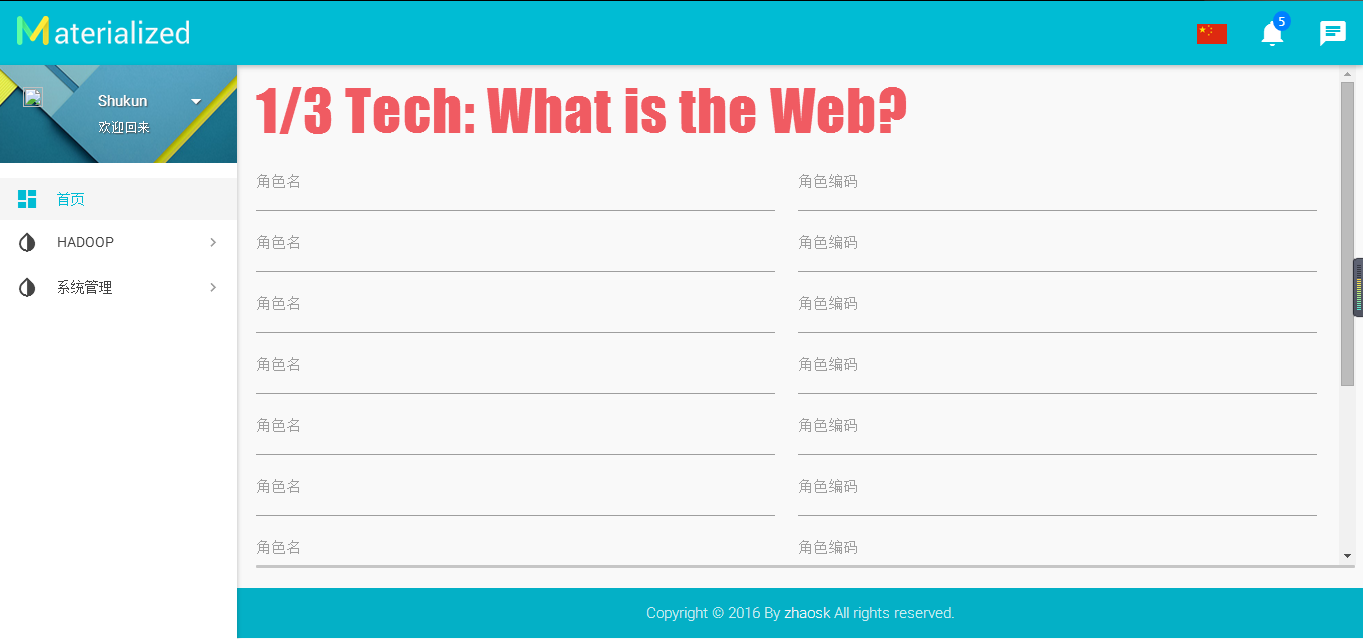 Materialized
5
Shukun
欢迎回来
首页
HADOOP
系统管理
1/3 Tech: What is the Web?
角色名 角色编码
角色名 角色编码
角色名 角色编码
角色名 角色编码
角色名 角色编码
角色名 角色编码
角色名 角色编码
Copyright © 2016 By zhaosk All rights reserved.